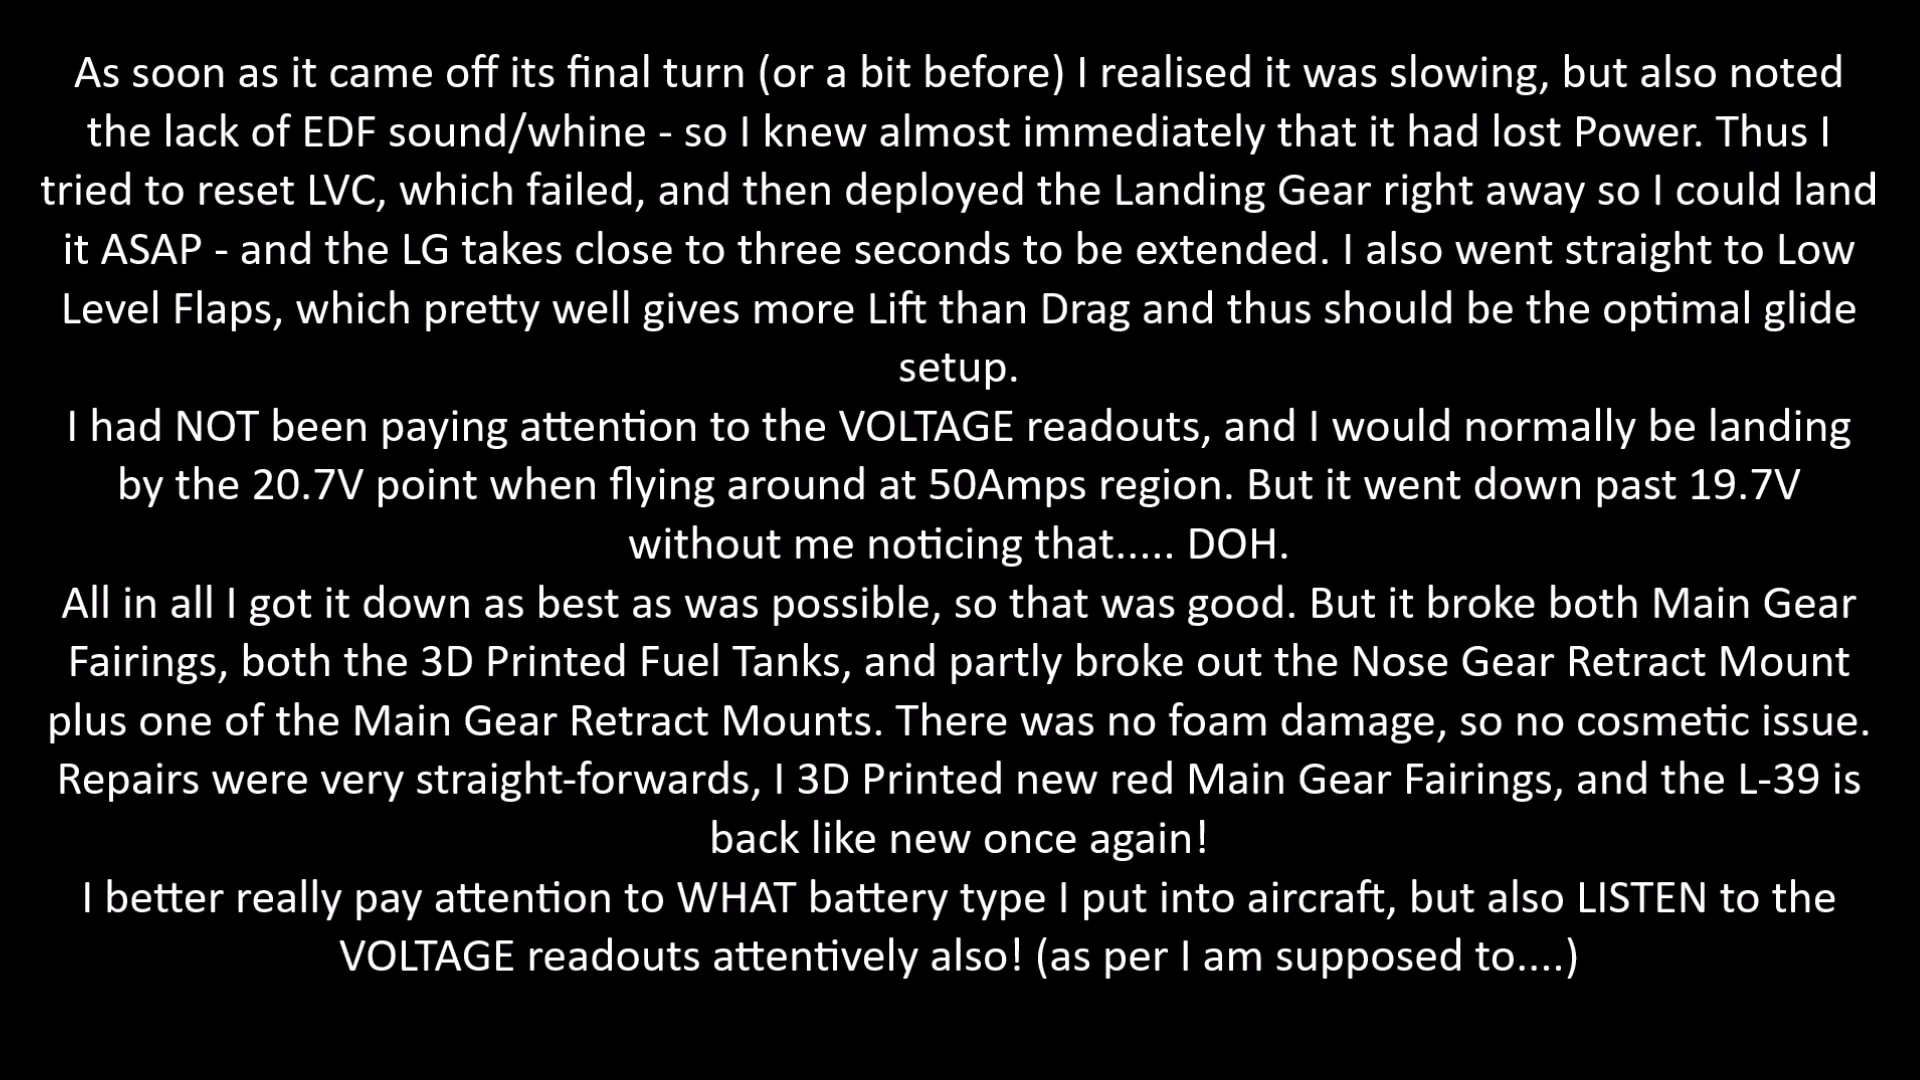 As soon as it came off its final turn (or a bit before) I realised it was slowing, but also noted
the lack of EDF sound/whine - so I knew almost immediately that it had lost Power. Thus I
tried to reset LVC, which failed, and then deployed the Landing Gear right away so I could land
it ASAP - and the LG takes close to three seconds to be extended. I also went straight to Low
Level Flaps, which pretty well gives more Lift than Drag and thus should be the optimal glide
setup.
I had NOT been paying attention to the VOLTAGE readouts, and I would normally be landing
by the 20.7V point when flying around at 50Amps region. But it went down past 19.7V
without me noticing that..... DOH.
All in all I got it down as best as was possible, so that was good. But it broke both Main Gear
Fairings, both the 3D Printed Fuel Tanks, and partly broke out the Nose Gear Retract Mount
plus one of the Main Gear Retract Mounts. There was no foam damage, so no cosmetic issue.
Repairs were very straight-forwards, I 3D Printed new red Main Gear Fairings, and the L-39 is
back like new once again!
I better really pay attention to WHAT battery type I put into aircraft, but also LISTEN to the
VOLTAGE readouts attentively also! (as per I am supposed to....)